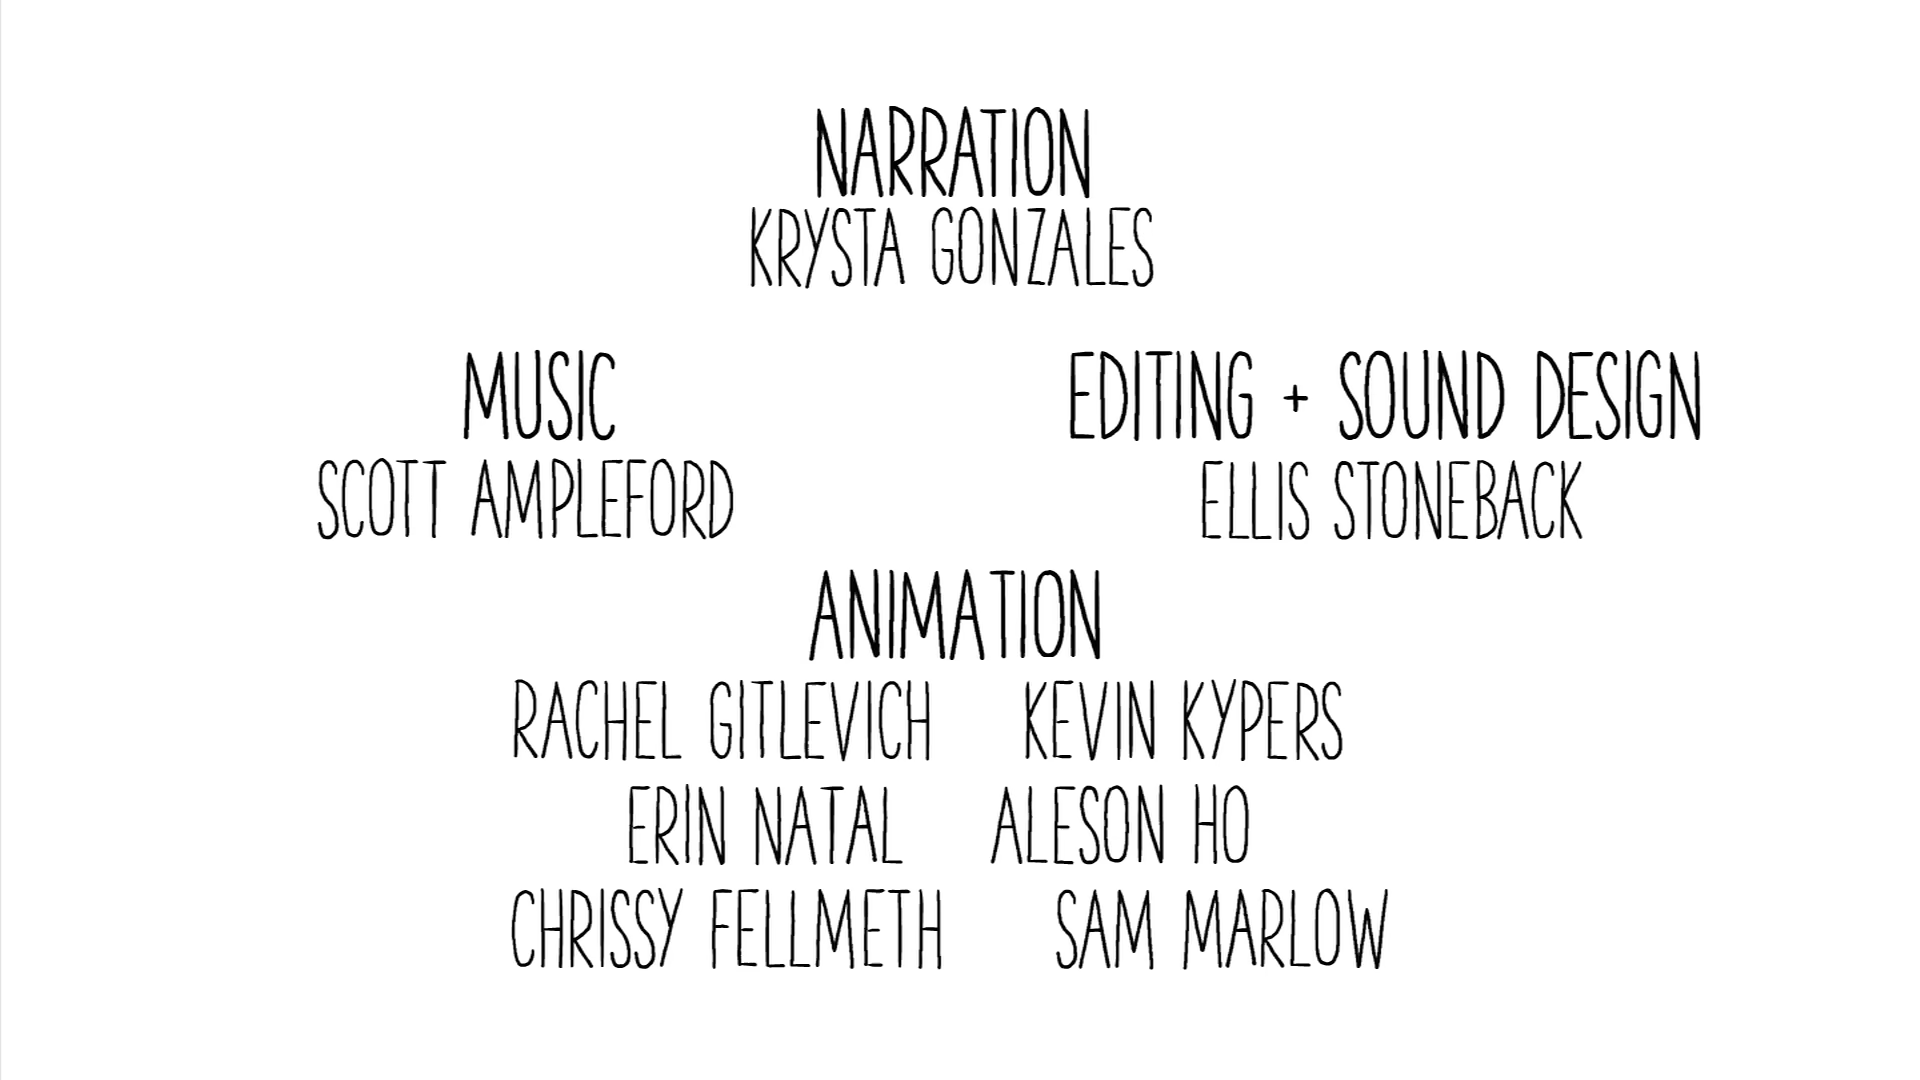 NARRATION
KRYSTA GONZALES
MUSIC
SCOTT AMPLEFORD
EDITING + SOUND DESIGN
ELLIS STONEBACK
ANIMATION
RACHEL GITLEVICH KEVIN KYPERS
ERIN NATAL ALESON HO
CHRISSY FELLMETH SAM MARLOW